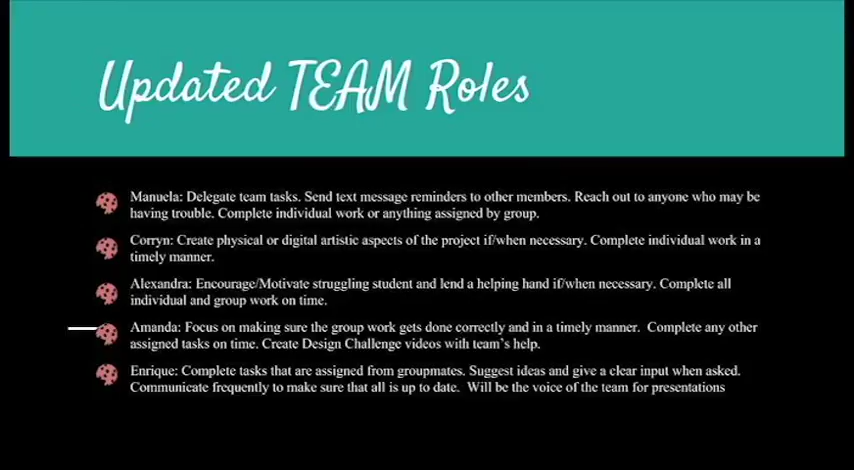 Updated TEAM Roles
Manuela: Delegate team tasks. Send text message reminders to other members. Reach out to anyone who may be
having trouble. Complete individual work or anything assigned by group.
Corryn: Create physical or digital artistic aspects of the project if/when necessary. Complete individual work in a
timely manner.
Alexandra: Encourage/Motivate struggling student and lend a helping hand if/when necessary. Complete all
individual and group work on time.
Amanda: Focus on making sure the group work gets done correctly and in a timely manner.  Complete any other
assigned tasks on time. Create Design Challenge videos with team's help.
Enrique: Complete tasks that are assigned from groupmates. Suggest ideas and give a clear input when asked.
Communicate frequently to make sure that all is up to date.  Will be the voice of the team for presentations